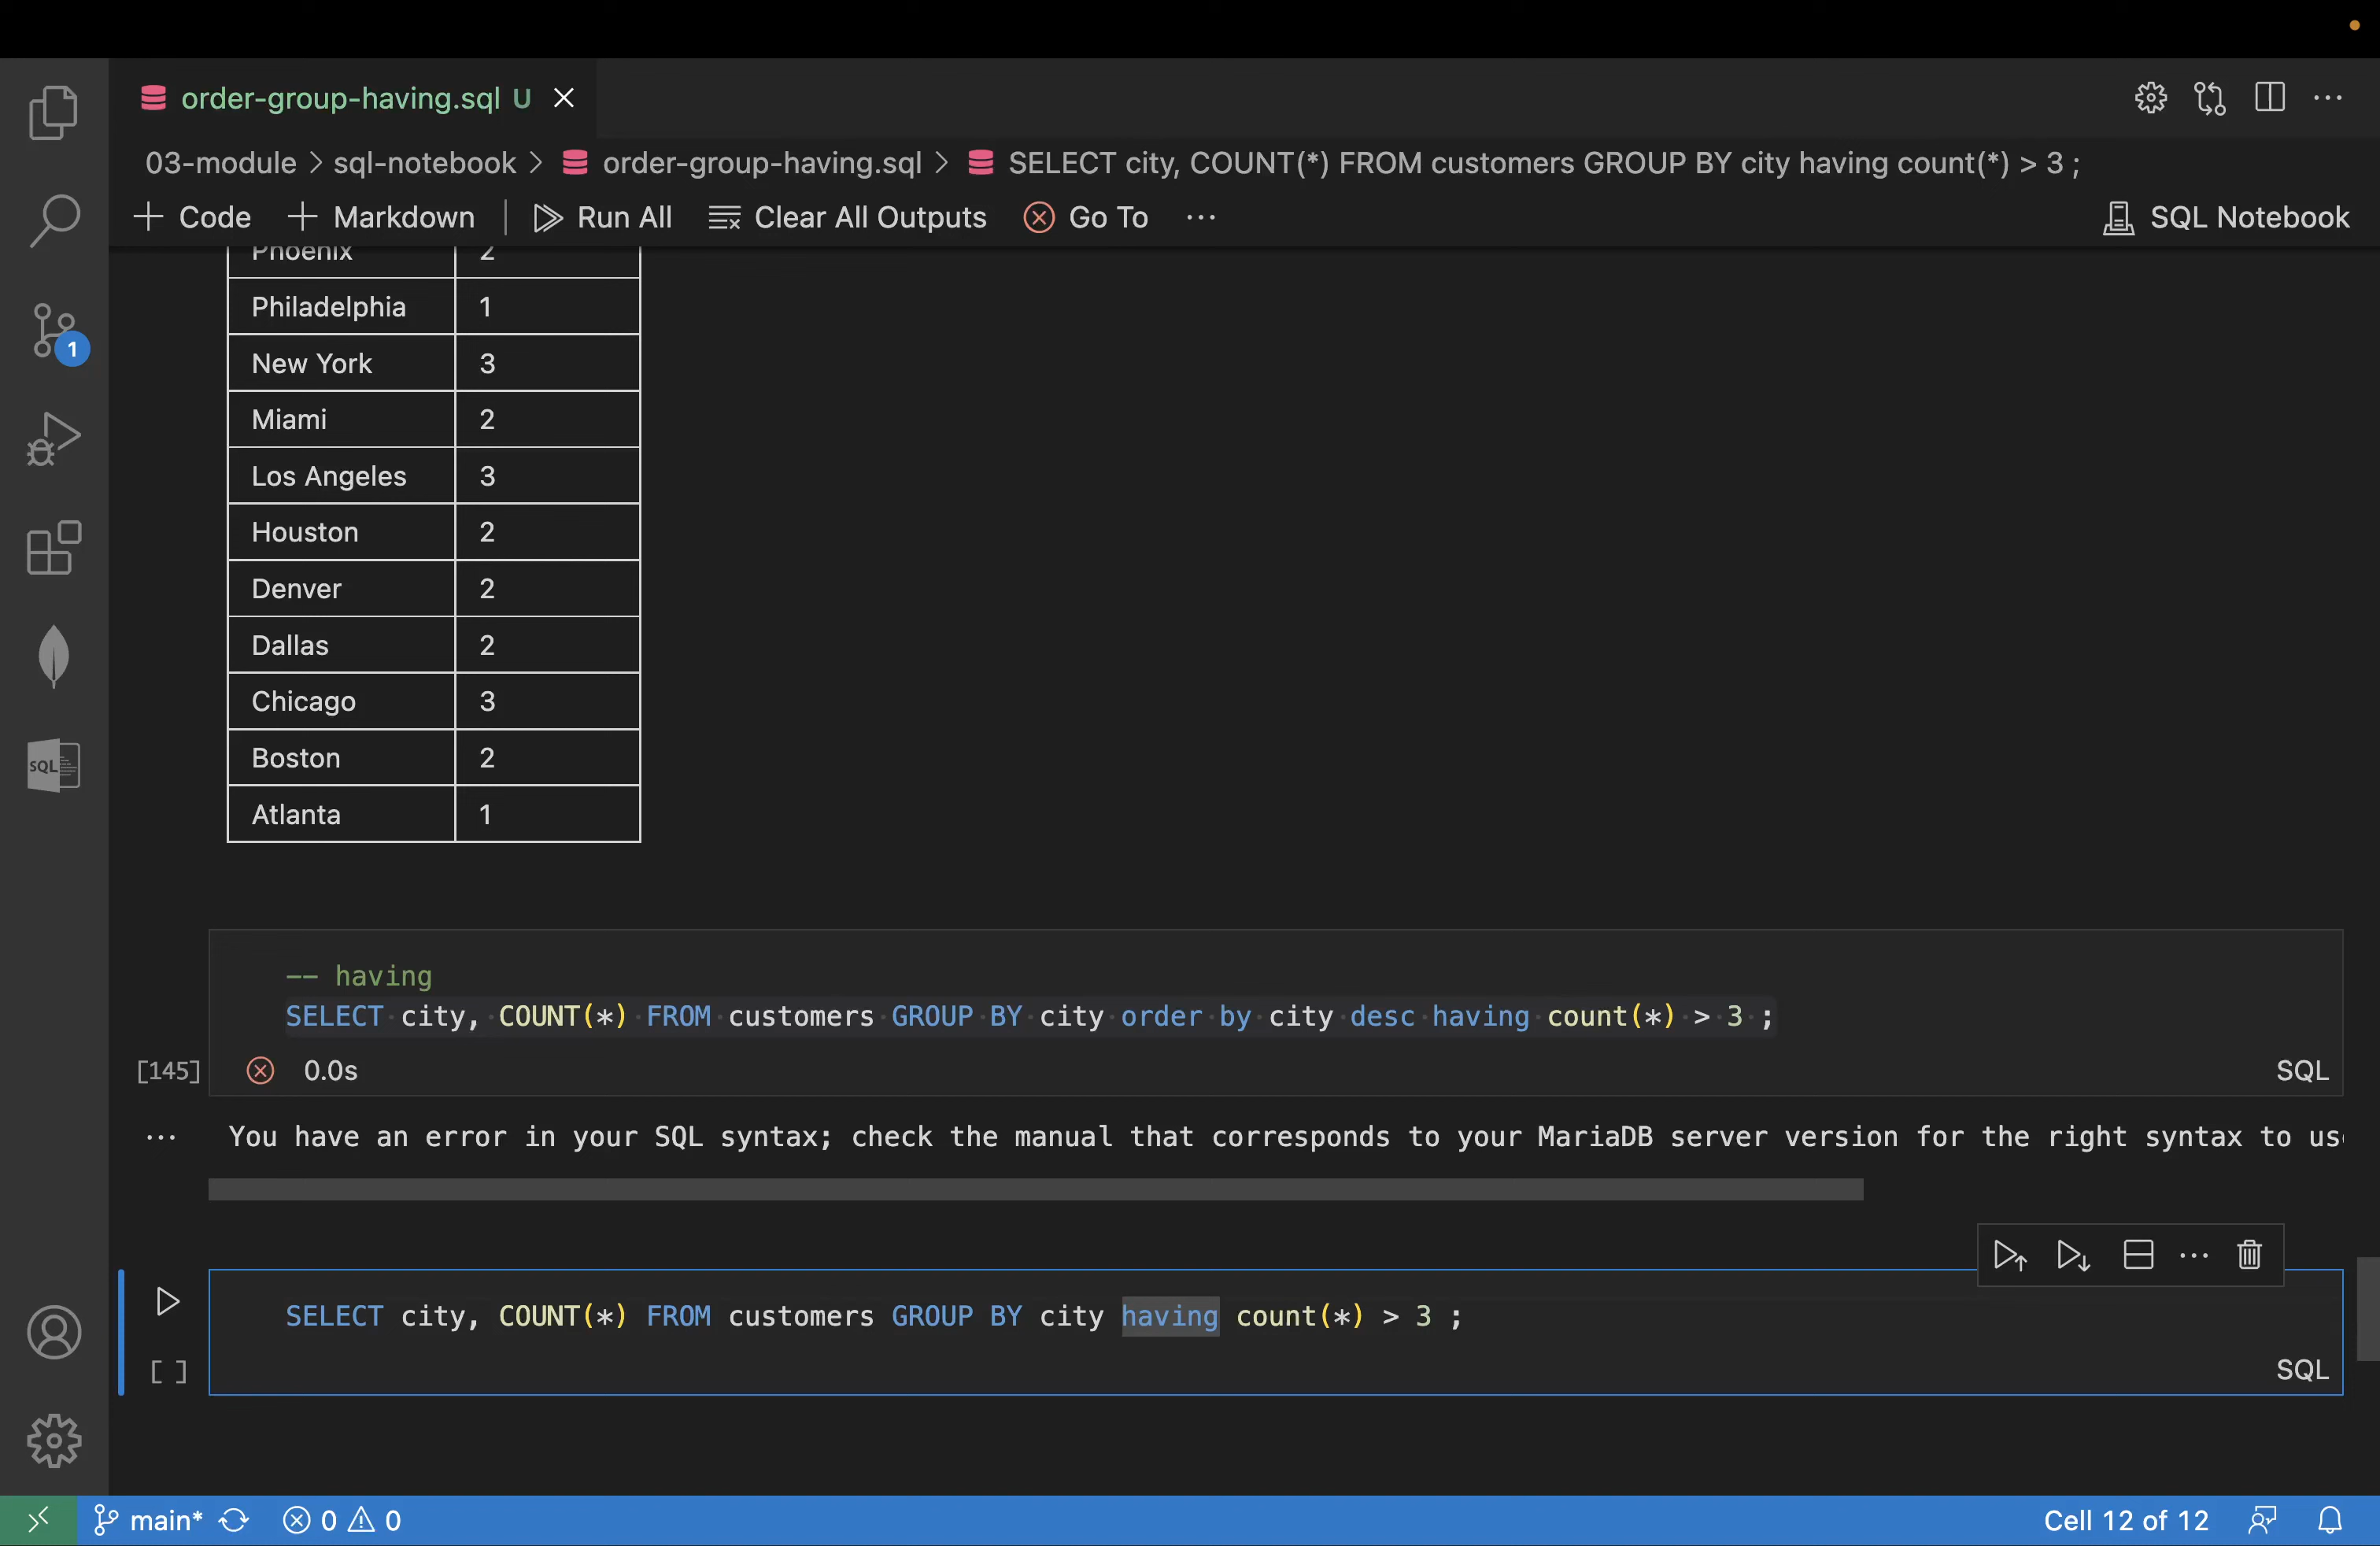 order-group-having.sql U
03-module > sql-notebook > order-group-having.sql > SELECT city, COUNT(*) FROM customers GROUP BY city having count(*) > 3 ;
Code Markdown Run All Clear All Outputs Go To ... SQL Notebook
Phoenix 2
Philadelphia 1
1
New York 3
Miami 2
Los Angeles 3
Houston 2
Denver 2
Dallas 2
Chicago 3
SQL
Boston 2
Atlanta 1
-- having
SELECT city, COUNT(*) FROM customers GROUP BY city order by city desc having count(*) > 3 ;
[145] 0.0s SQL
You have an error in your SQL syntax; check the manual that corresponds to your MariaDB server version for the right syntax to
SELECT city, COUNT(*) FROM customers GROUP BY city having count(*) > 3 ;
[ ] SQL
main* 0 0 Cell 12 of 12